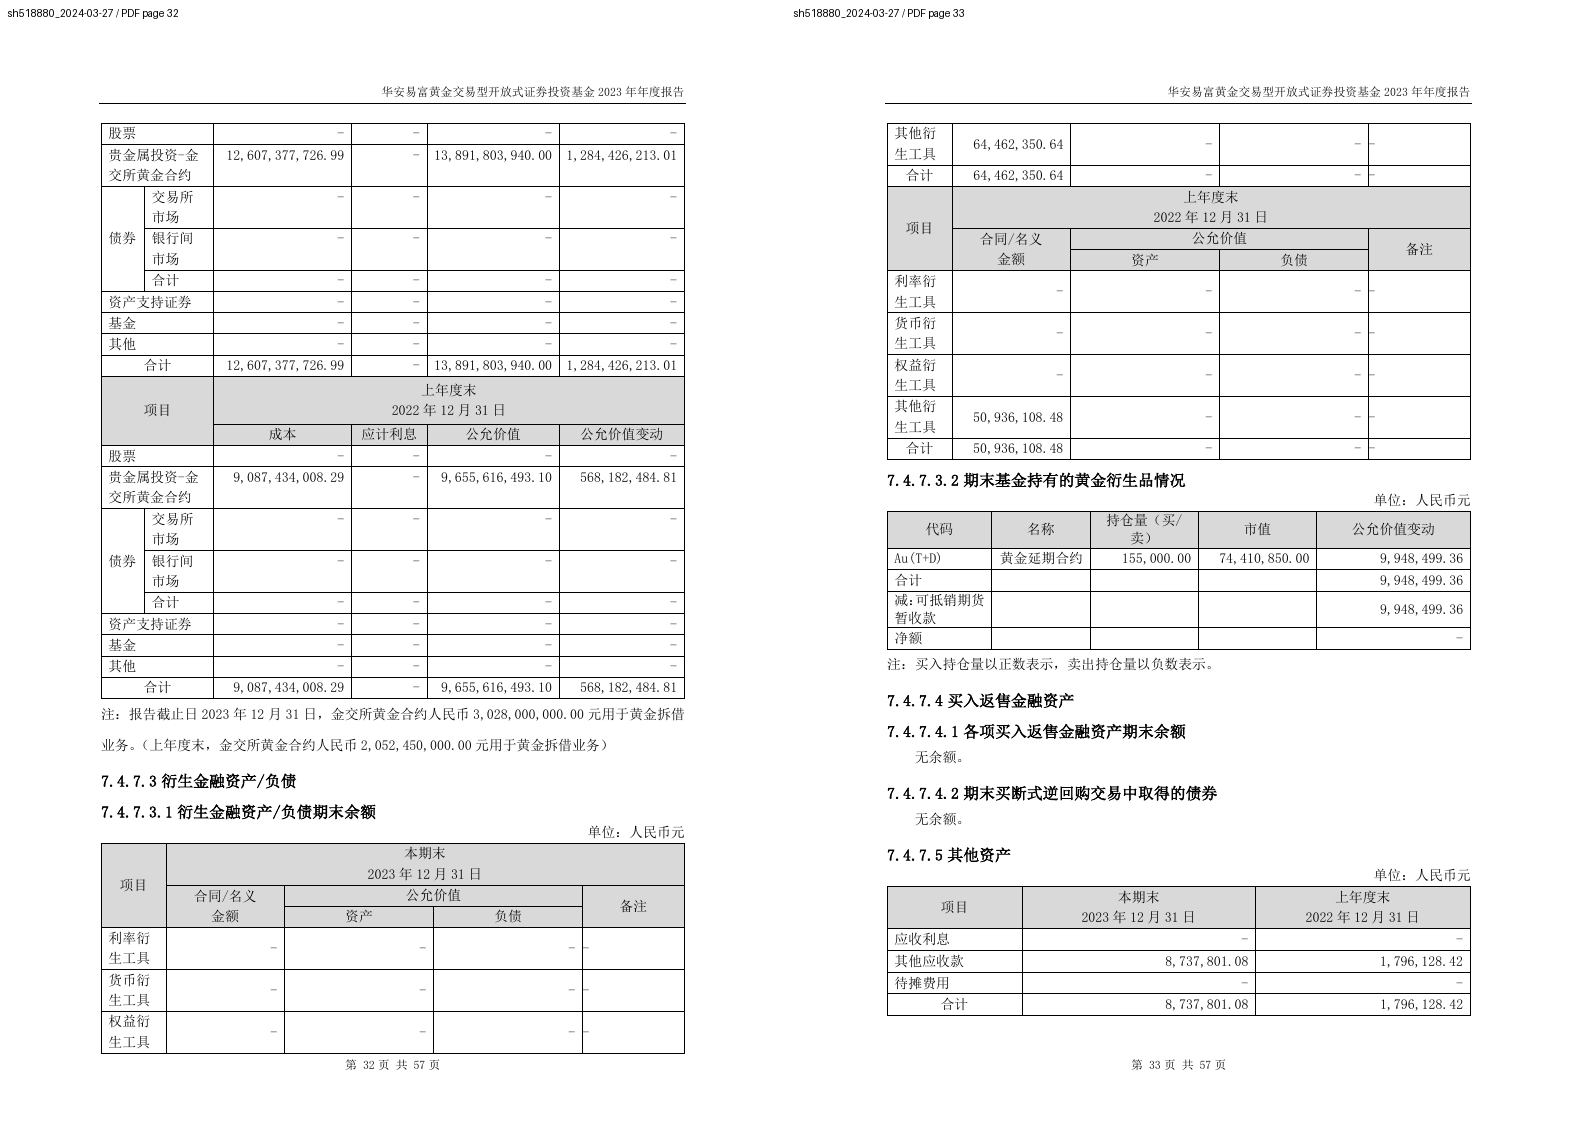 sh518880_2024-03-27 / PDF page 32
华安易富黄金交易型开放式证券投资基金 2023 年年度报告
股票 – – – –
贵金属投资-金交所黄金合约 12,607,377,726.99 – 13,891,803,940.00 1,284,426,213.01
债券 交易所市场 – – – –
银行间市场 – – – –
合计 – – – –
资产支持证券 – – – –
基金 – – – –
其他 – – – –
合计 12,607,377,726.99 – 13,891,803,940.00 1,284,426,213.01
项目 上年度末
2022 年 12 月 31 日
成本 应计利息 公允价值 公允价值变动
股票 – – – –
贵金属投资-金交所黄金合约 9,087,434,008.29 – 9,655,616,493.10 568,182,484.81
债券 交易所市场 – – – –
银行间市场 – – – –
合计 – – – –
资产支持证券 – – – –
基金 – – – –
其他 – – – –
合计 9,087,434,008.29 – 9,655,616,493.10 568,182,484.81
注：报告截止日 2023 年 12 月 31 日，金交所黄金合约人民币 3,028,000,000.00 元用于黄金拆借
业务。（上年度末，金交所黄金合约人民币 2,052,450,000.00 元用于黄金拆借业务）
7.4.7.3 衍生金融资产/负债
7.4.7.3.1 衍生金融资产/负债期末余额
单位：人民币元
项目 本期末
2023 年 12 月 31 日
合同/名义金额 公允价值 备注
资产 负债
利率衍生工具 – – – –
货币衍生工具 – – – –
权益衍生工具 – – – –
第 32 页 共 57 页
sh518880_2024-03-27 / PDF page 33
华安易富黄金交易型开放式证券投资基金 2023 年年度报告
其他衍生工具 64,462,350.64 – – –
合计 64,462,350.64 – – –
项目 上年度末
2022 年 12 月 31 日
合同/名义金额 公允价值 备注
资产 负债
利率衍生工具 – – – –
货币衍生工具 – – – –
权益衍生工具 – – – –
其他衍生工具 50,936,108.48 – – –
合计 50,936,108.48 – – –
7.4.7.3.2 期末基金持有的黄金衍生品情况
单位：人民币元
代码 名称 持仓量（买/卖） 市值 公允价值变动
Au(T+D) 黄金延期合约 155,000.00 74,410,850.00 9,948,499.36
合计 9,948,499.36
减:可抵销期货暂收款 9,948,499.36
净额 –
注：买入持仓量以正数表示，卖出持仓量以负数表示。
7.4.7.4 买入返售金融资产
7.4.7.4.1 各项买入返售金融资产期末余额
无余额。
7.4.7.4.2 期末买断式逆回购交易中取得的债券
无余额。
7.4.7.5 其他资产
单位：人民币元
项目 本期末 上年度末
2023 年 12 月 31 日 2022 年 12 月 31 日
应收利息 – –
其他应收款 8,737,801.08 1,796,128.42
待摊费用 – –
合计 8,737,801.08 1,796,128.42
第 33 页 共 57 页